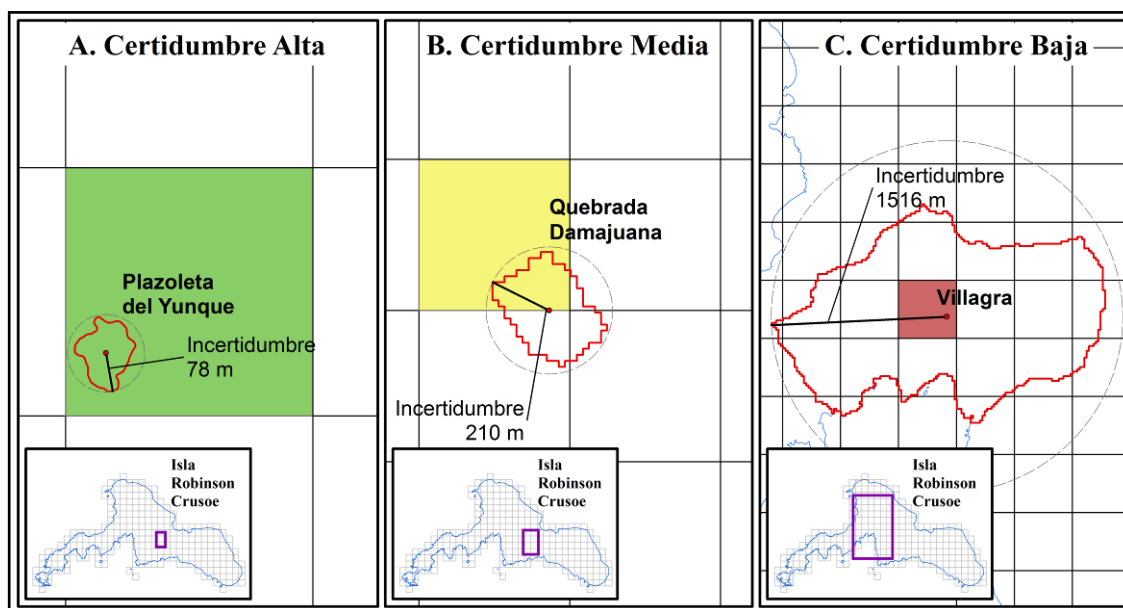 A. Certidumbre Alta
Plazoleta
del Yunque
Incertidumbre
78 m
Isla
Robinson
Crusoe
B. Certidumbre Media
Quebrada
Damajuana
Incertidumbre
210 m
Isla
Robinson
Crusoe
C. Certidumbre Baja
Incertidumbre
1516 m
Villagra
Isla
Robinson
Crusoe